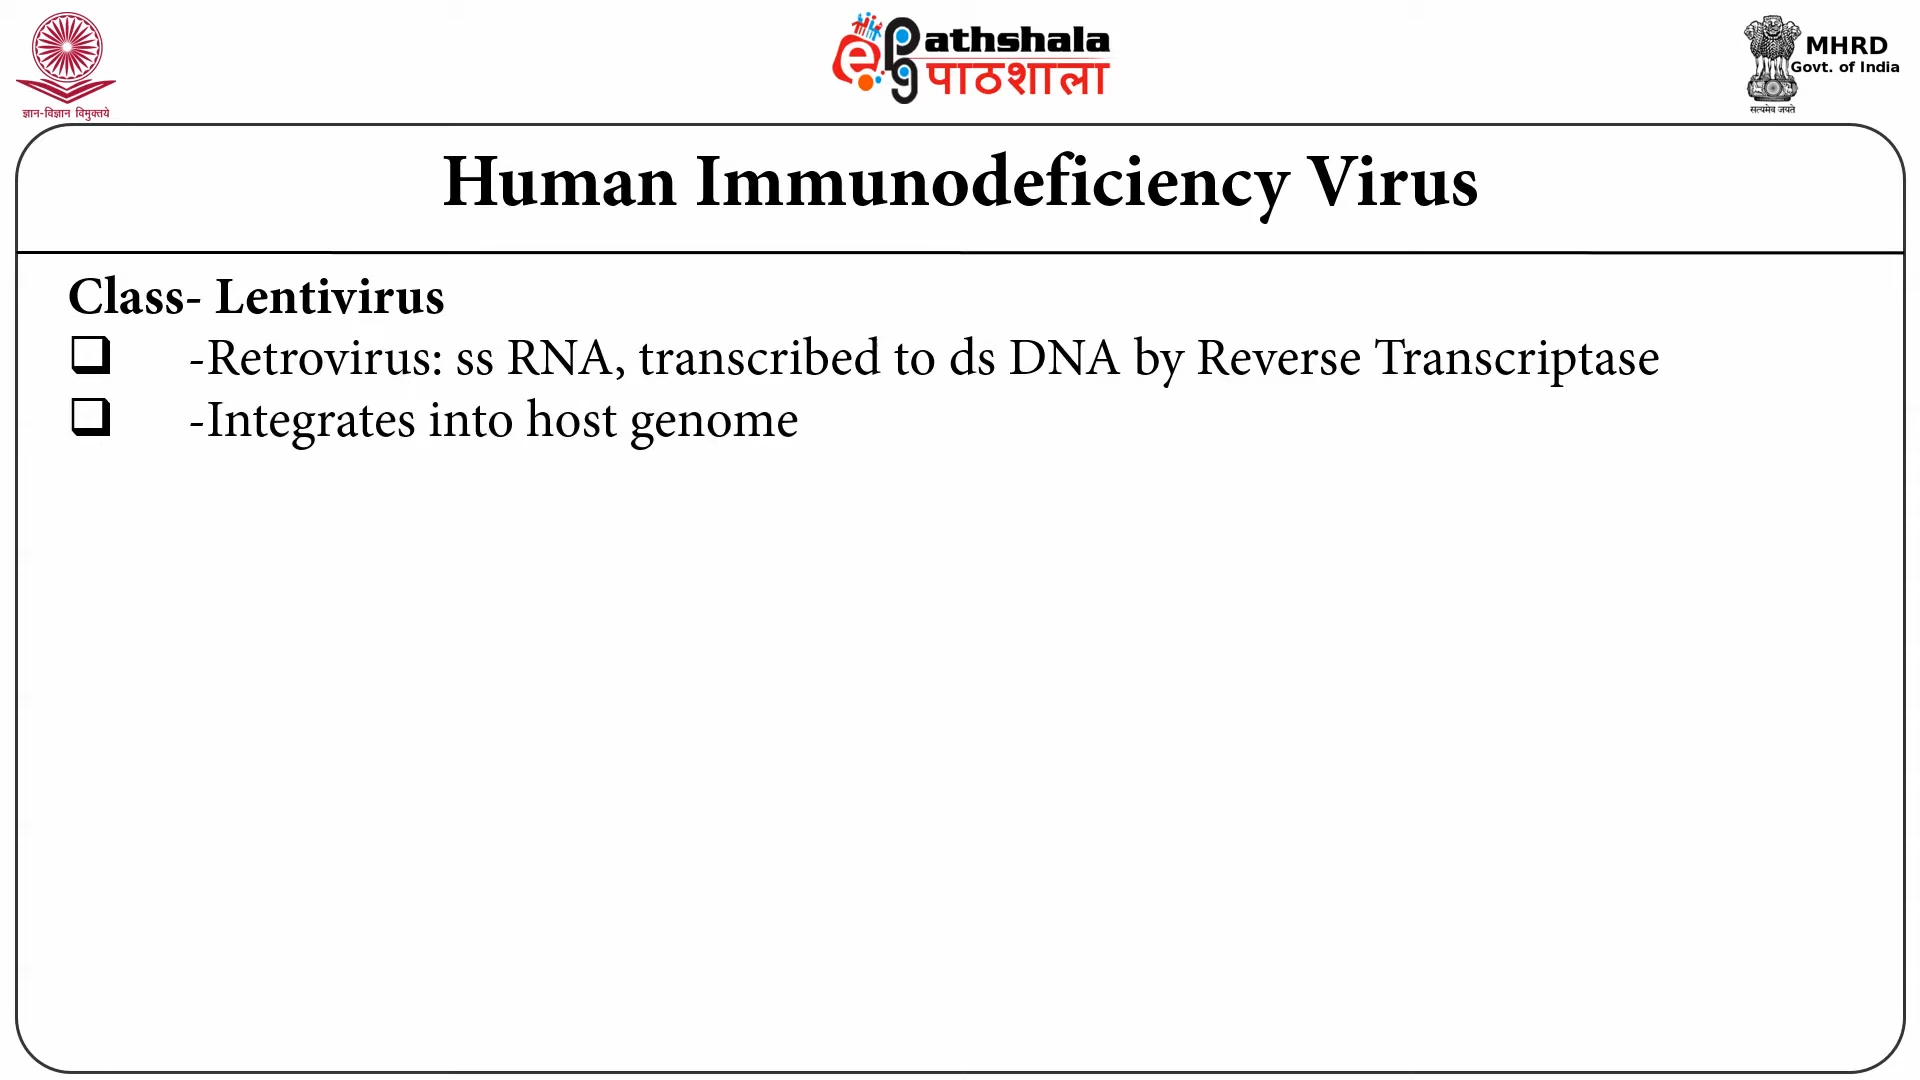 ज्ञान-विज्ञान विमुक्तये
e Pathshala
पाठशाला
MHRD
Govt. of India
सत्यमेव जयते
Human Immunodeficiency Virus
Class- Lentivirus
-Retrovirus: ss RNA, transcribed to ds DNA by Reverse Transcriptase
-Integrates into host genome